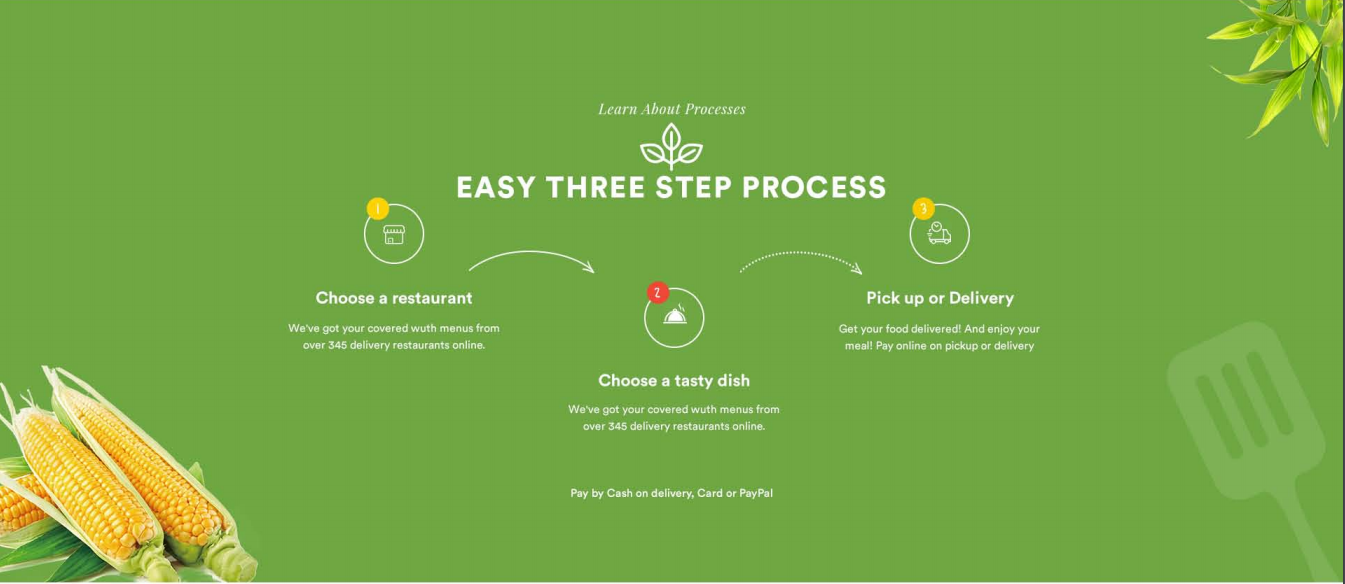 Learn About Processes
EASY THREE STEP PROCESS
1
Choose a restaurant
We've got your covered wuth menus from
over 345 delivery restaurants online.
2
Choose a tasty dish
We've got your covered wuth menus from
over 345 delivery restaurants online.
3
Pick up or Delivery
Get your food delivered! And enjoy your
meal! Pay online on pickup or delivery
Pay by Cash on delivery, Card or PayPal